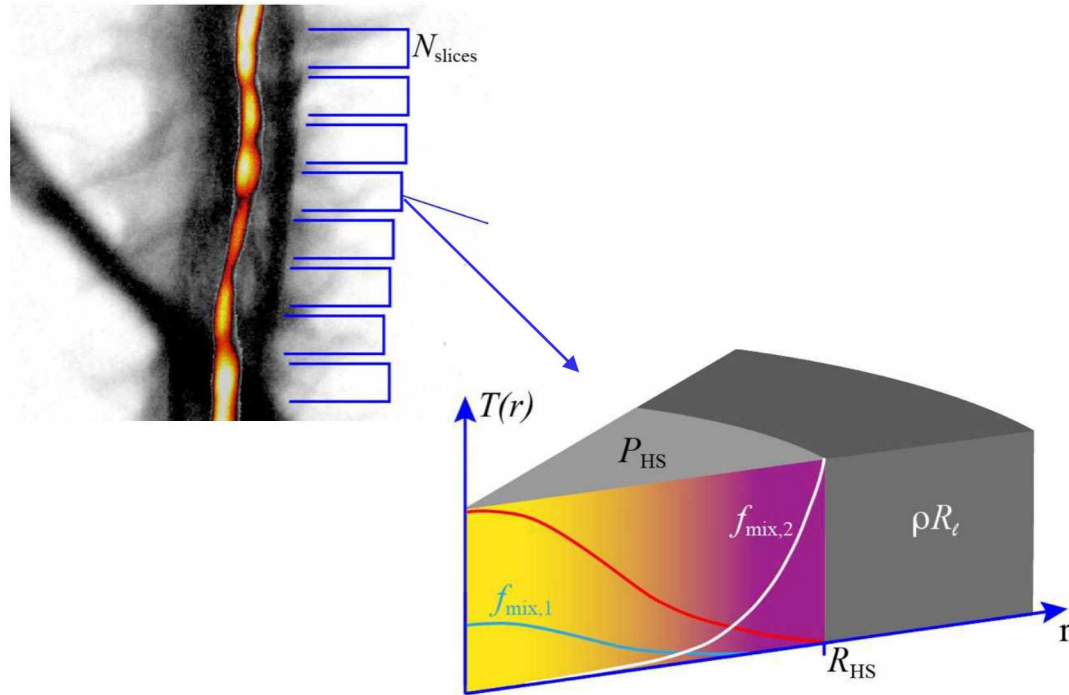 N_slices
T(r)
P_HS
f_mix,2
ρR_ℓ
f_mix,1
r
R_HS